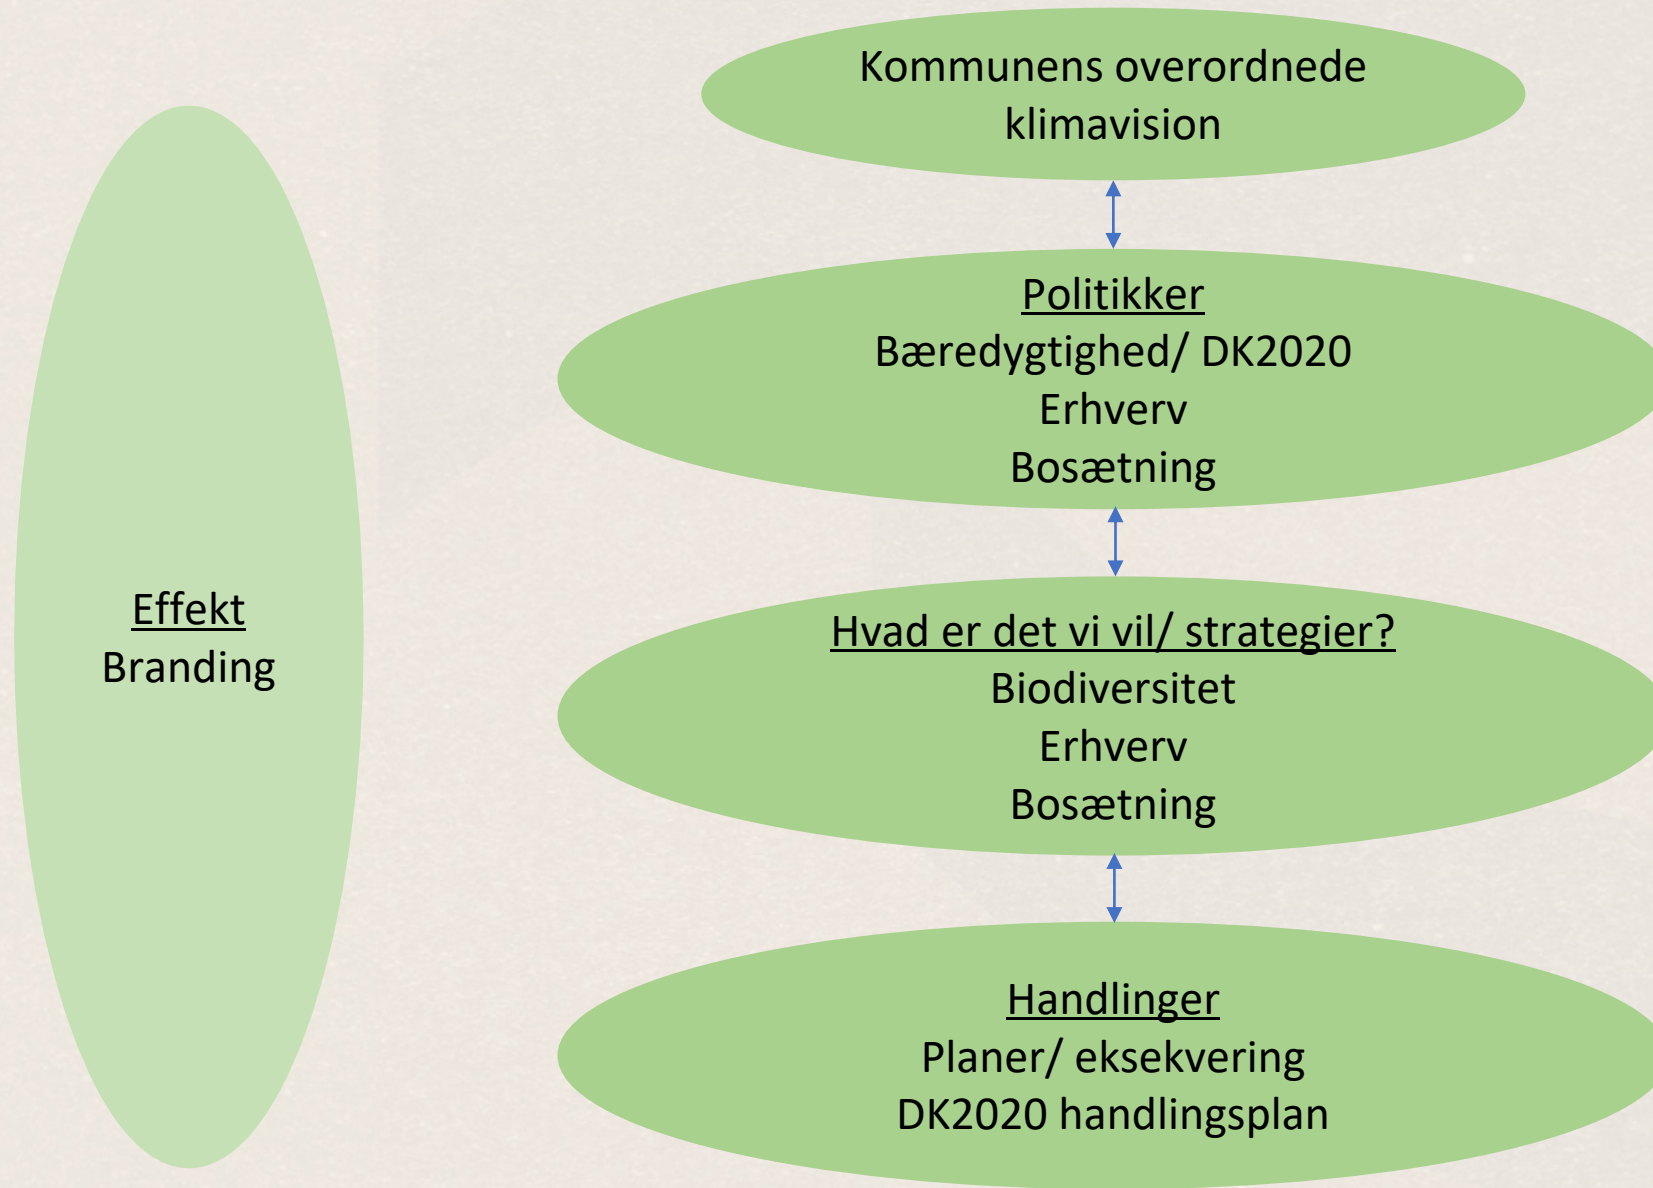 Kommunens overordnede
klimavision
Politikker
Bæredygtighed/ DK2020
Erhverv
Bosætning
Effekt
Branding
Hvad er det vi vil/ strategier?
Biodiversitet
Erhverv
Bosætning
Handlinger
Planer/ eksekvering
DK2020 handlingsplan